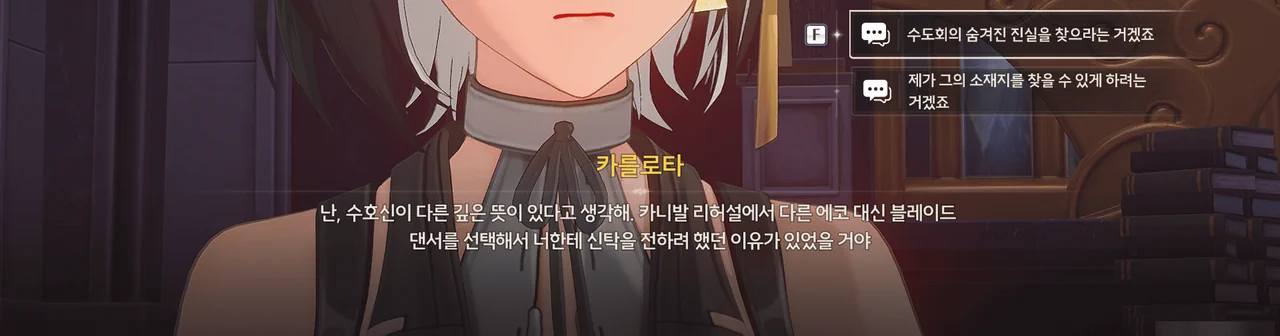 F
수도회의 숨겨진 진실을 찾으라는 거겠죠
제가 그의 소재지를 찾을 수 있게 하려는
거겠죠
카를로타
난, 수호신이 다른 깊은 뜻이 있다고 생각해. 카니발 리허설에서 다른 에코 대신 블레이드
댄서를 선택해서 너한테 신탁을 전하려 했던 이유가 있었을 거야